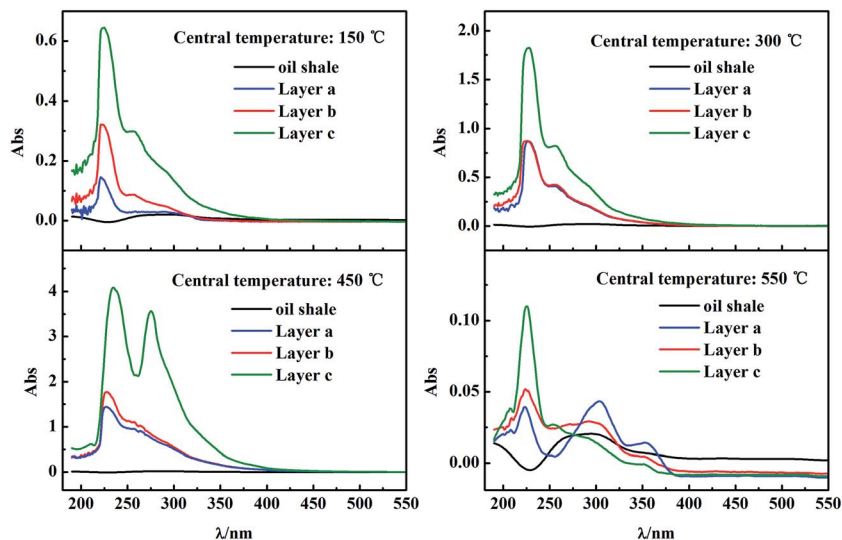 Central temperature: 150 ℃
oil shale
Layer a
Layer b
Layer c
Abs
0.6
0.4
0.2
0.0
Central temperature: 300 ℃
oil shale
Layer a
Layer b
Layer c
Abs
2.0
1.5
1.0
0.5
0.0
Central temperature: 450 ℃
oil shale
Layer a
Layer b
Layer c
Abs
5
4
3
2
1
0
200 250 300 350 400 450 500 550
λ/nm
Central temperature: 550 ℃
oil shale
Layer a
Layer b
Layer c
Abs
0.10
0.05
0.00
200 250 300 350 400 450 500 550
λ/nm